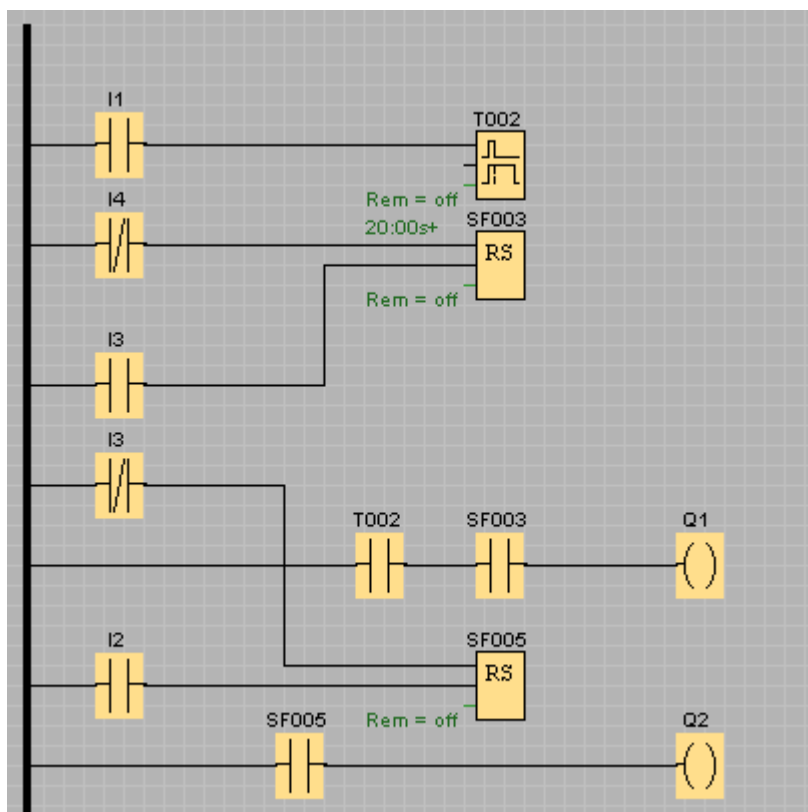 I1
T002
Rem = off
20:00s+
I4
SF003
RS
Rem = off
I3
I3
T002 SF003 Q1
I2
SF005
RS
Rem = off
SF005 Q2